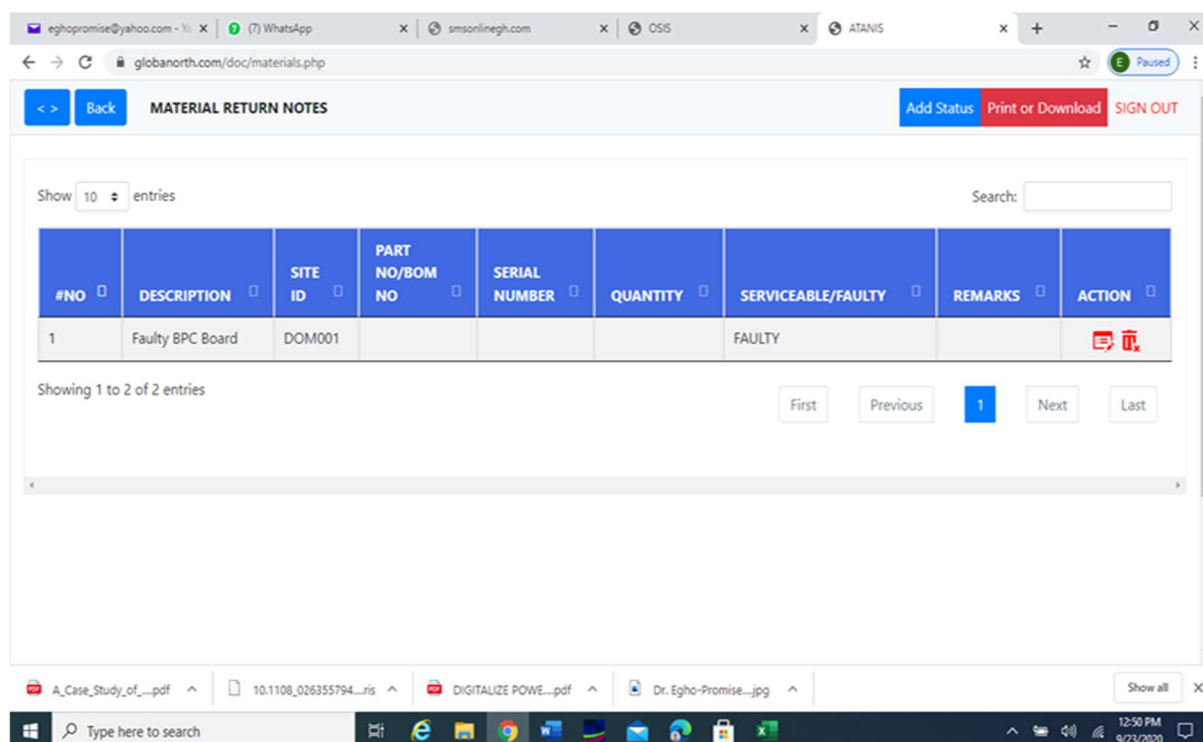 eghopromise@yahoo.com - Ya
(7) WhatsApp
smsonlinegh.com
OSIS
ATANIS
globanorth.com/doc/materials.php
E Paused
< > Back MATERIAL RETURN NOTES Add Status Print or Download SIGN OUT
Show 10 entries Search:
#NO DESCRIPTION SITE ID PART NO/BOM NO SERIAL NUMBER QUANTITY SERVICEABLE/FAULTY REMARKS ACTION
1 Faulty BPC Board DOM001 FAULTY
Showing 1 to 2 of 2 entries
First Previous 1 Next Last
A_Case_Study_of_....pdf 10.1108_026355794....ris DIGITALIZE POWE....pdf Dr. Egho-Promise....jpg Show all
Type here to search
12:50 PM
9/23/2020